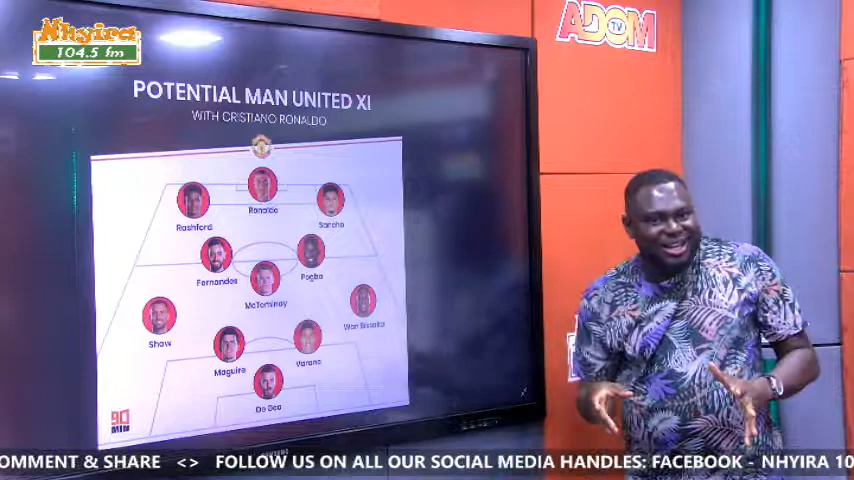 Nhyira
104.5 fm
ADOM
TV
POTENTIAL MAN UNITED XI
WITH CRISTIANO RONALDO
Ronaldo
Rashford
Sancho
Fernandes
Pogba
McTominay
Shaw
Wan Bissaka
Maguire
Varane
De Gea
90
MIN
COMMENT & SHARE <> FOLLOW US ON ALL OUR SOCIAL MEDIA HANDLES: FACEBOOK - NHYIRA 10